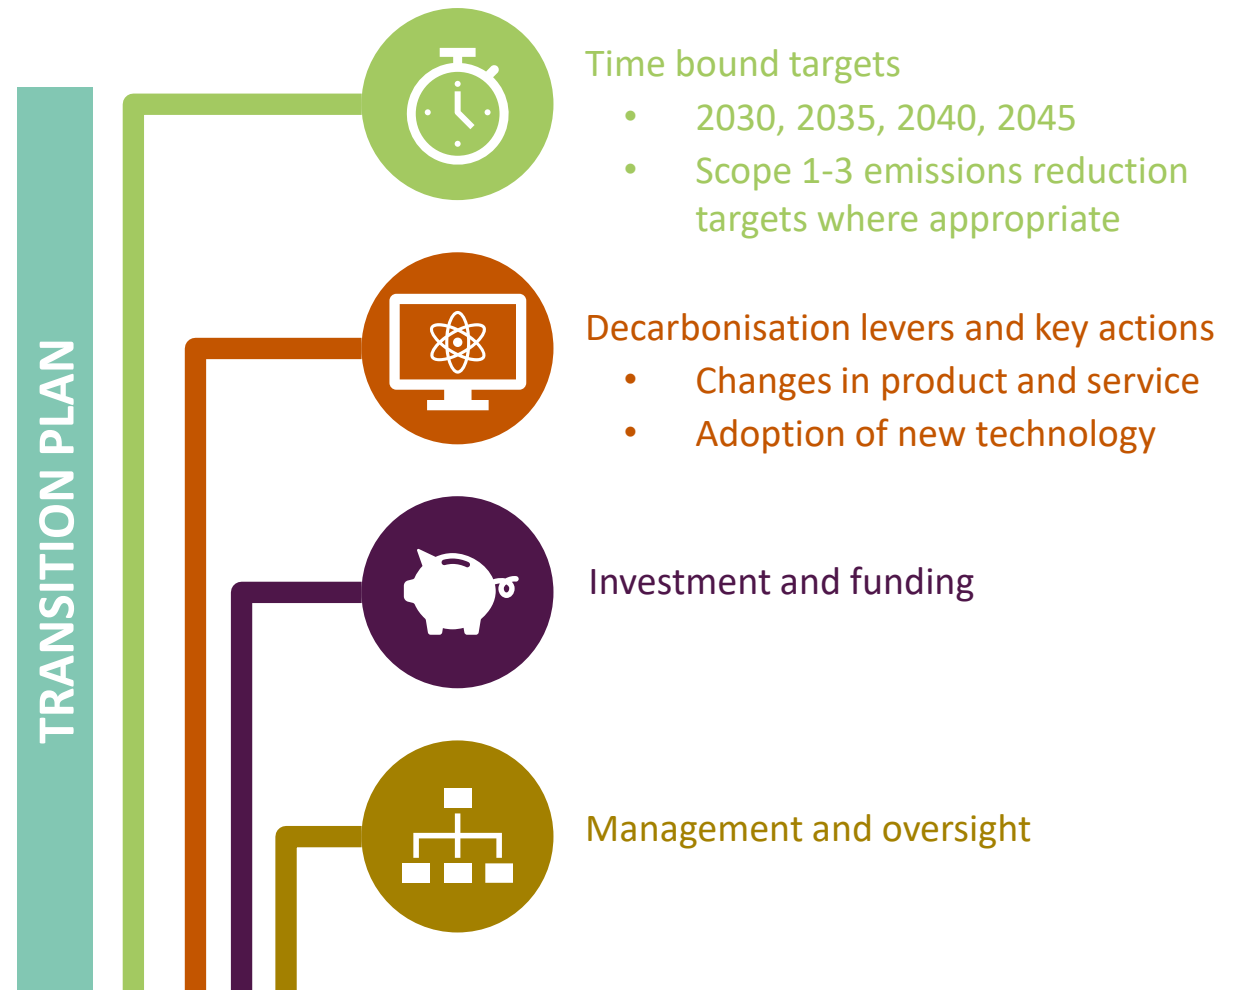 TRANSITION PLAN
Time bound targets
• 2030, 2035, 2040, 2045
• Scope 1-3 emissions reduction
targets where appropriate
Decarbonisation levers and key actions
• Changes in product and service
• Adoption of new technology
Investment and funding
Management and oversight